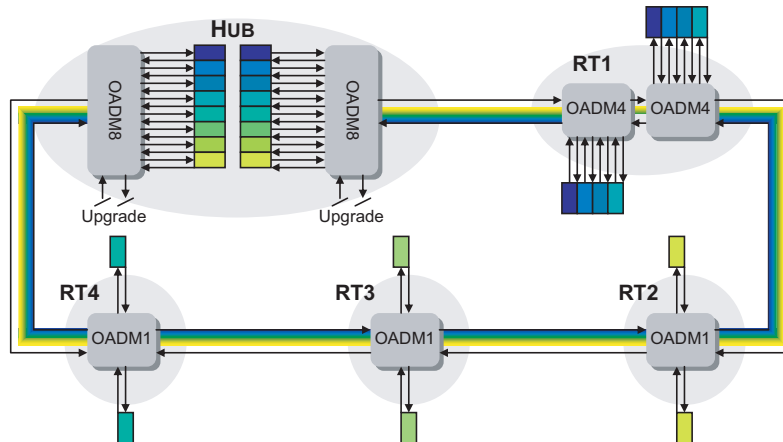 HUB
OADM8
OADM8
Upgrade
Upgrade
RT1
OADM4
OADM4
RT4
OADM1
RT3
OADM1
RT2
OADM1